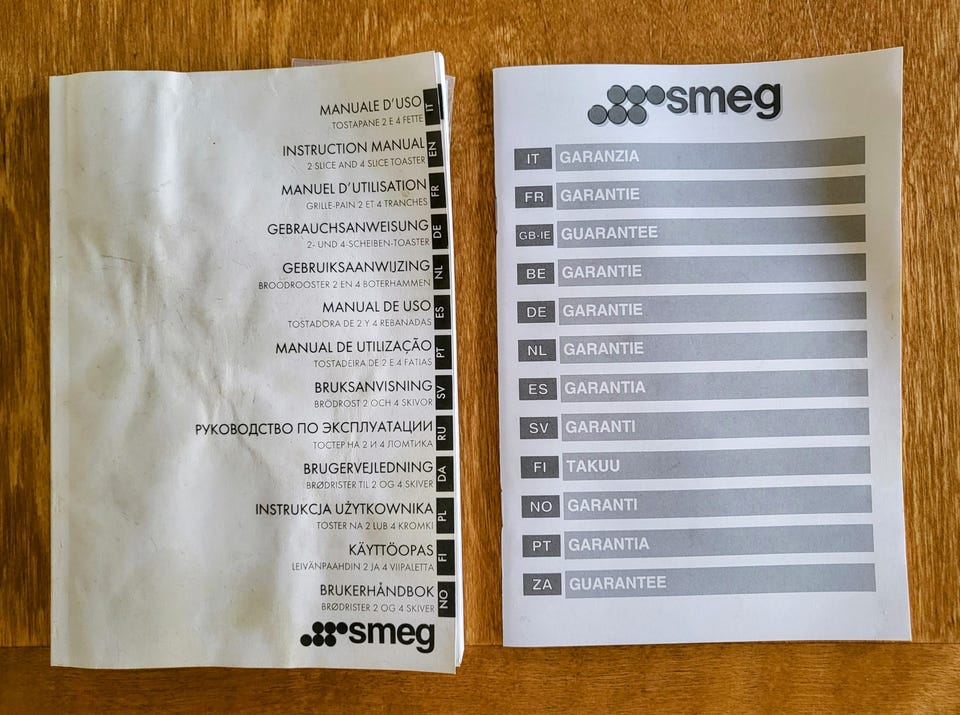 MANUALE D'USO
TOSTAPANE 2 E 4 FETTE
IT
INSTRUCTION MANUAL
2 SLICE AND 4 SLICE TOASTER
EN
MANUEL D'UTILISATION
GRILLE-PAIN 2 ET 4 TRANCHES
FR
GEBRAUCHSANWEISUNG
2- UND 4-SCHEIBEN-TOASTER
DE
GEBRUIKSAANWIJZING
BROODROOSTER 2 EN 4 BOTERHAMMEN
NL
MANUAL DE USO
TOSTADORA DE 2 Y 4 REBANADAS
ES
MANUAL DE UTILIZAÇÃO
TOSTADEIRA DE 2 E 4 FATIAS
PT
BRUKSANVISNING
BRÖDROST 2 OCH 4 SKIVOR
SV
РУКОВОДСТВО ПО ЭКСПЛУАТАЦИИ
ТОСТЕР НА 2 И 4 ЛОМТИКА
RU
BRUGERVEJLEDNING
BRØDRISTER TIL 2 OG 4 SKIVER
DA
INSTRUKCJA UŻYTKOWNIKA
TOSTER NA 2 LUB 4 KROMKI
PL
KÄYTTÖOPAS
LEIVÄNPAAHDIN 2 JA 4 VIIPALETTA
FI
BRUKERHÅNDBOK
BRØDRISTER 2 OG 4 SKIVER
NO
smeg
smeg
IT GARANZIA
FR GARANTIE
GB-IE GUARANTEE
BE GARANTIE
DE GARANTIE
NL GARANTIE
ES GARANTIA
SV GARANTI
FI TAKUU
NO GARANTI
PT GARANTIA
ZA GUARANTEE